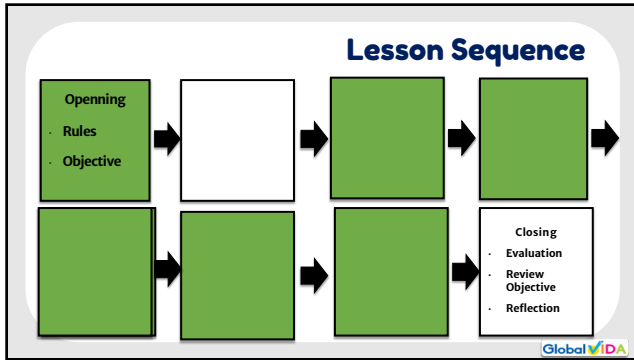 Lesson Sequence
Openning
· Rules
· Objective
Closing
· Evaluation
· Review
Objective
· Reflection
Global VIDA